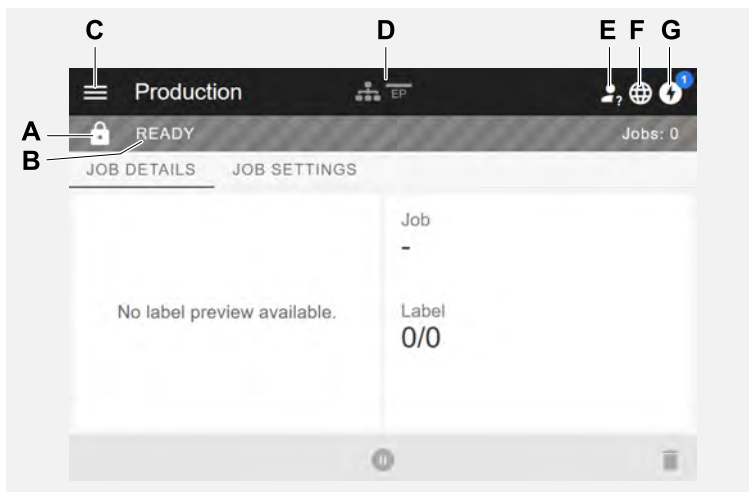 C D E F G
Production EP 1
A READY Jobs: 0
B
JOB DETAILS JOB SETTINGS
Job
-
No label preview available.
Label
0/0